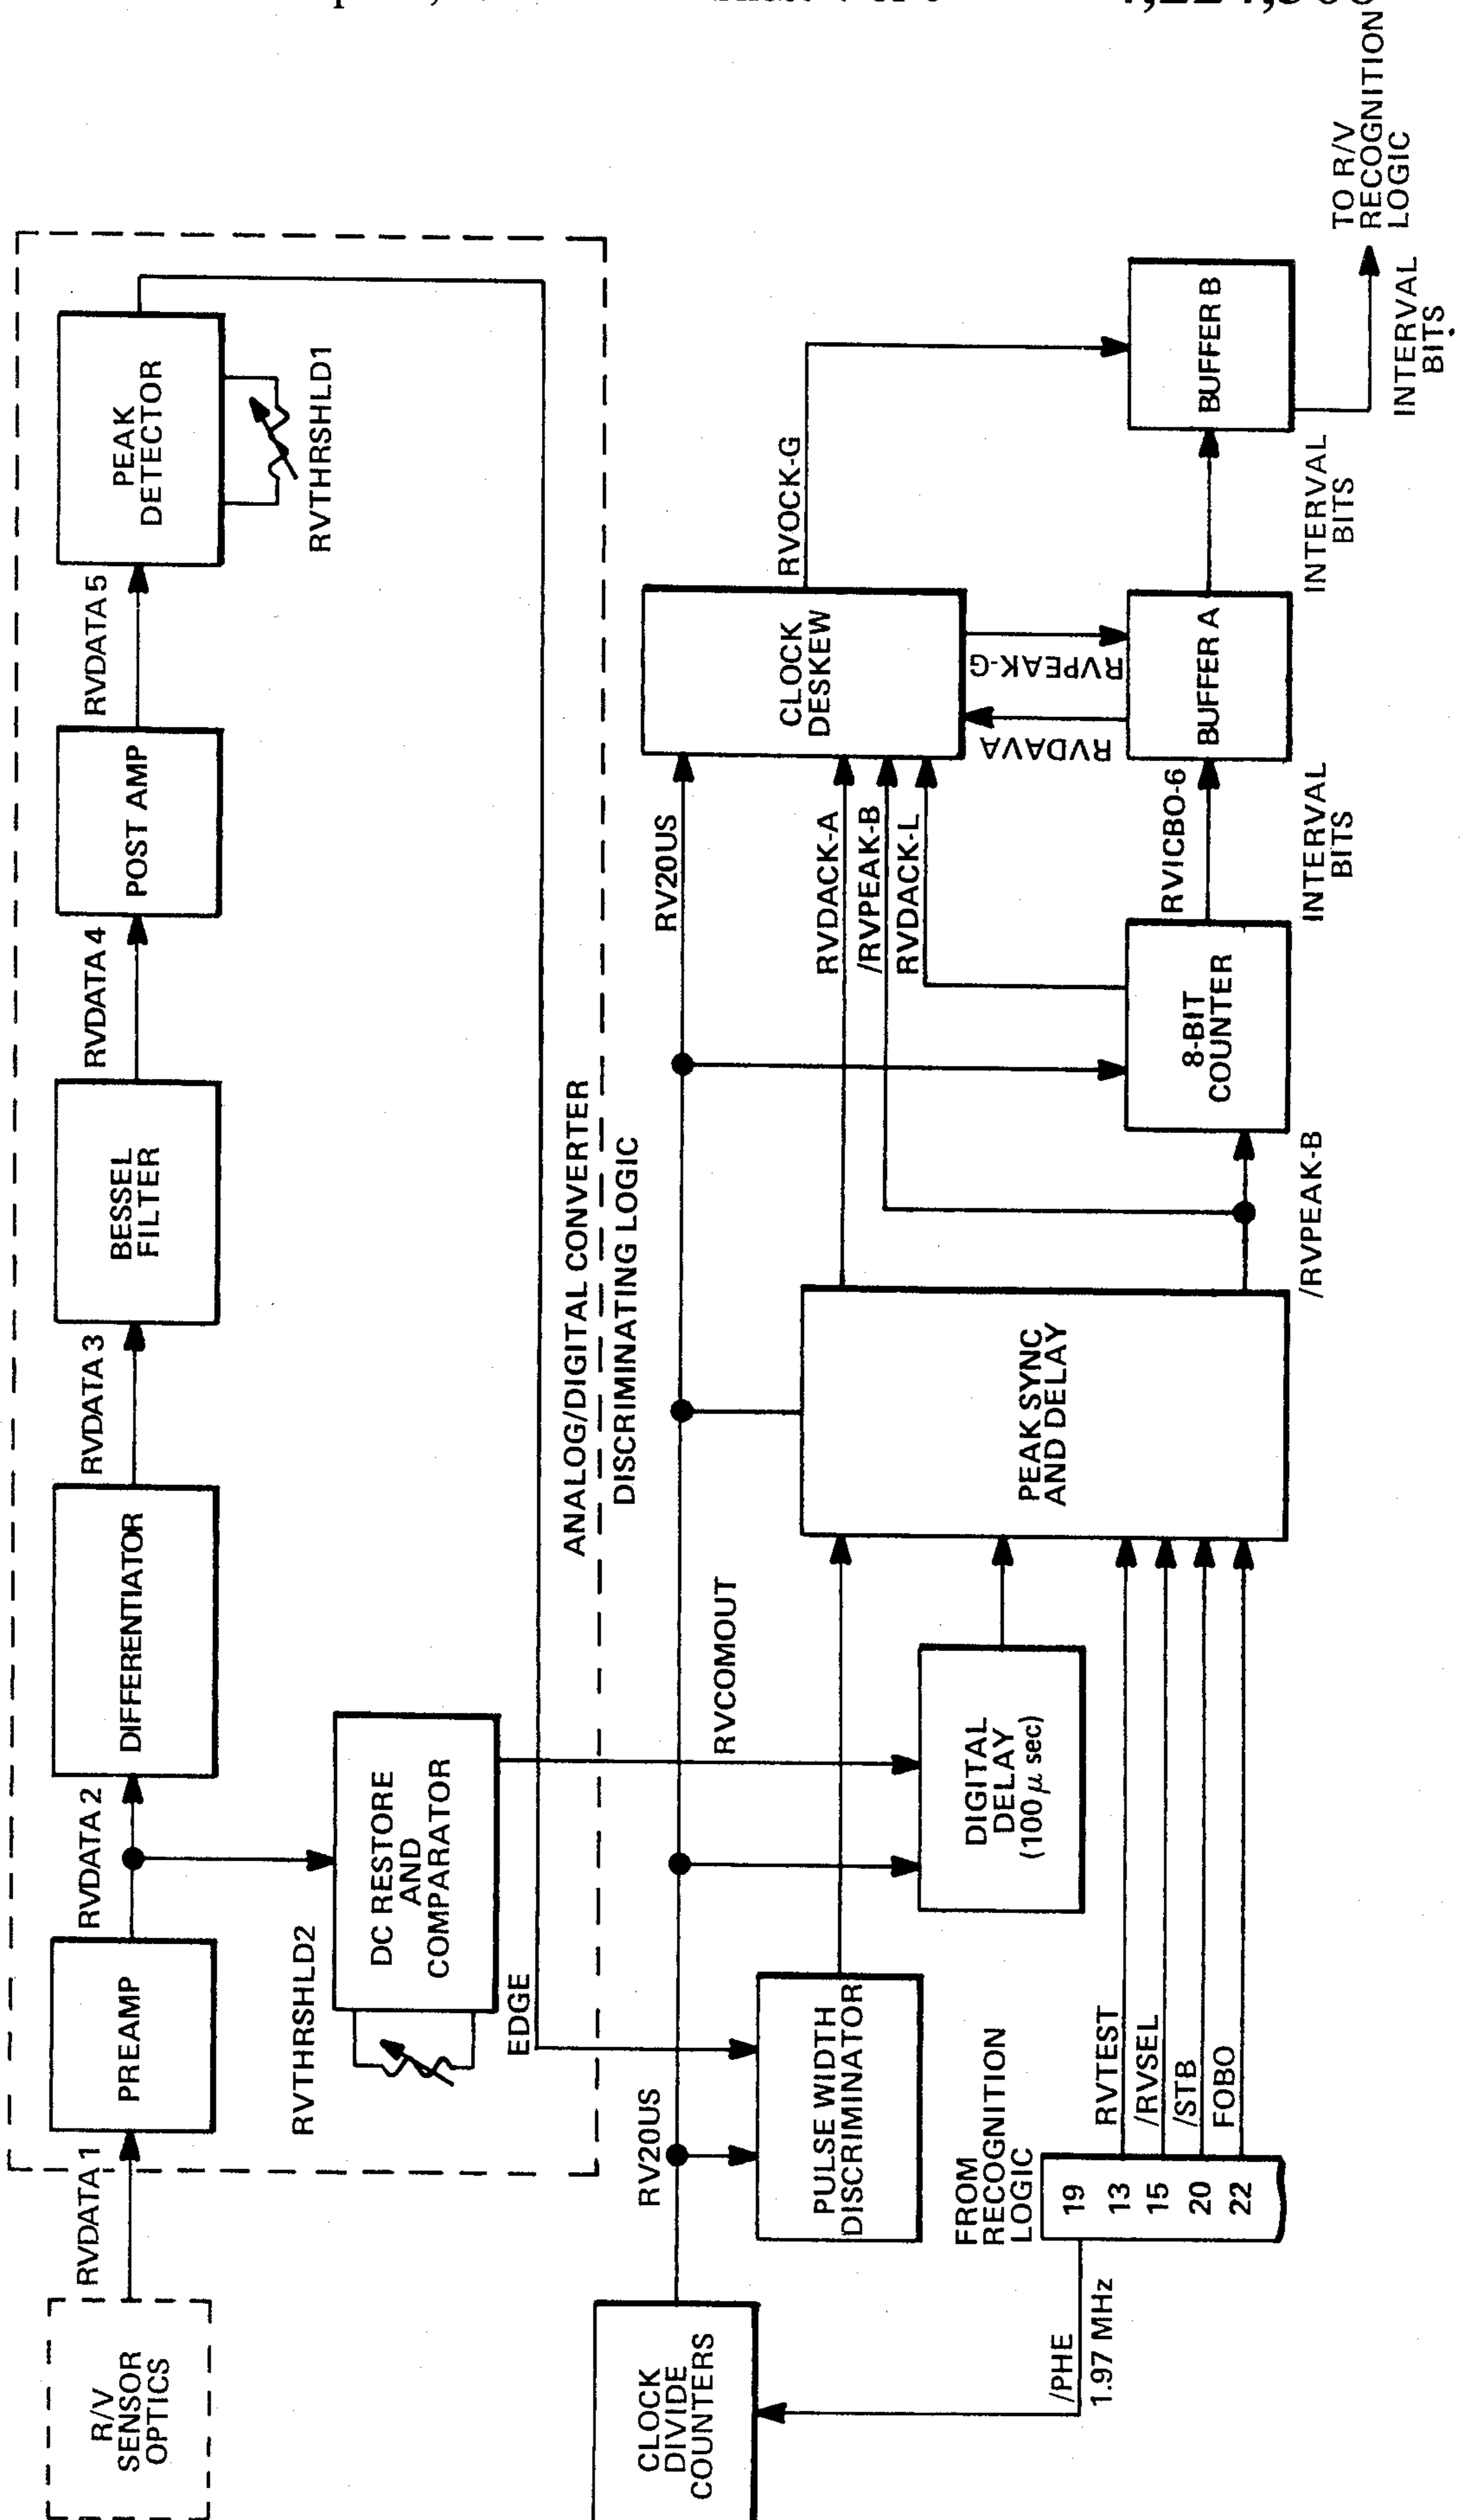 R/V
SENSOR
OPTICS
RVDATA 1
PREAMP
RVDATA 2
DIFFERENTIATOR
RVDATA 3
BESSEL
FILTER
RVDATA 4
POST AMP
RVDATA 5
PEAK
DETECTOR
RVTHRSHLD1
RVTHRSHLD2
DC RESTORE
AND
COMPARATOR
EDGE
ANALOG/DIGITAL CONVERTER
DISCRIMINATING LOGIC
CLOCK
DIVIDE
COUNTERS
RV20US
RVCOMOUT
RV20US
PULSE WIDTH
DISCRIMINATOR
DIGITAL
DELAY
(100 μ sec)
PEAK SYNC
AND DELAY
RVDACK-A
/RVPEAK-B
RVDACK-L
CLOCK
DESKEW
RVOCK-G
RVDAVA
RVPEAK-G
/PHE
1.97 MHz
FROM
RECOGNITION
LOGIC
19
13
15
20
22
RVTEST
/RVSEL
/STB
FOBO
/RVPEAK-B
8-BIT
COUNTER
RVICBO-6
INTERVAL
BITS
BUFFER A
INTERVAL
BITS
BUFFER B
INTERVAL
BITS
TO R/V
RECOGNITION
LOGIC